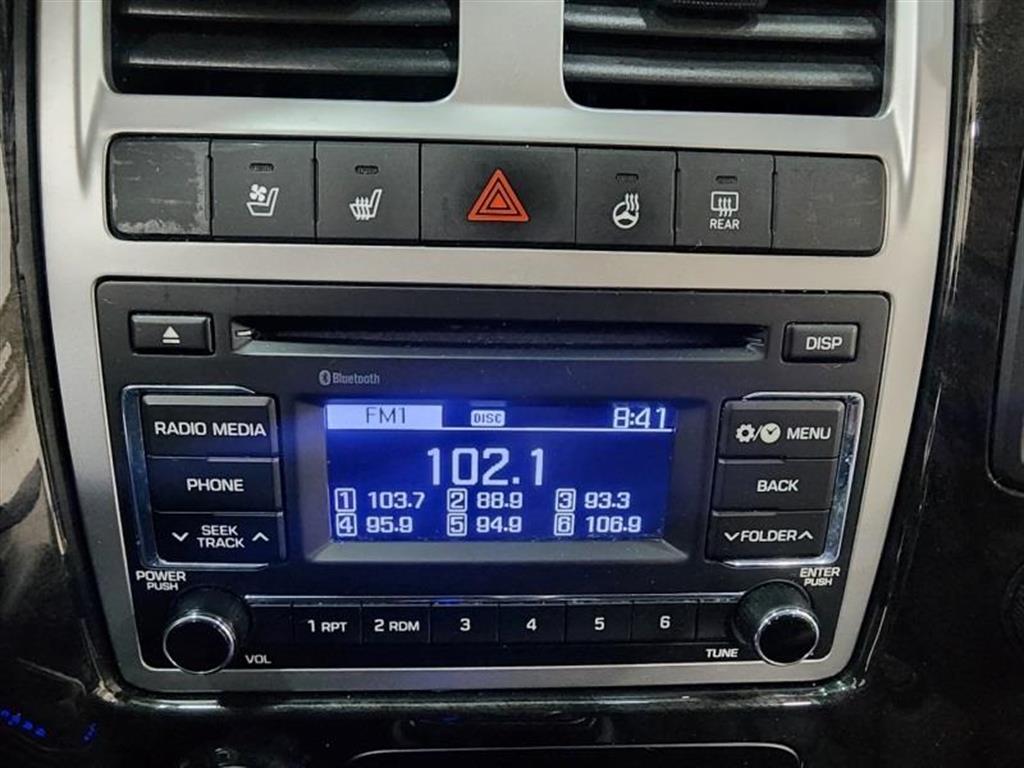 REAR
DISP
Bluetooth
FM1 DISC 8:41
102.1
1 103.7 2 88.9 3 93.3
4 95.9 5 94.9 6 106.9
RADIO MEDIA
PHONE
SEEK
TRACK
/ MENU
BACK
FOLDER
POWER
PUSH
VOL
1 RPT 2 RDM 3 4 5 6
ENTER
PUSH
TUNE